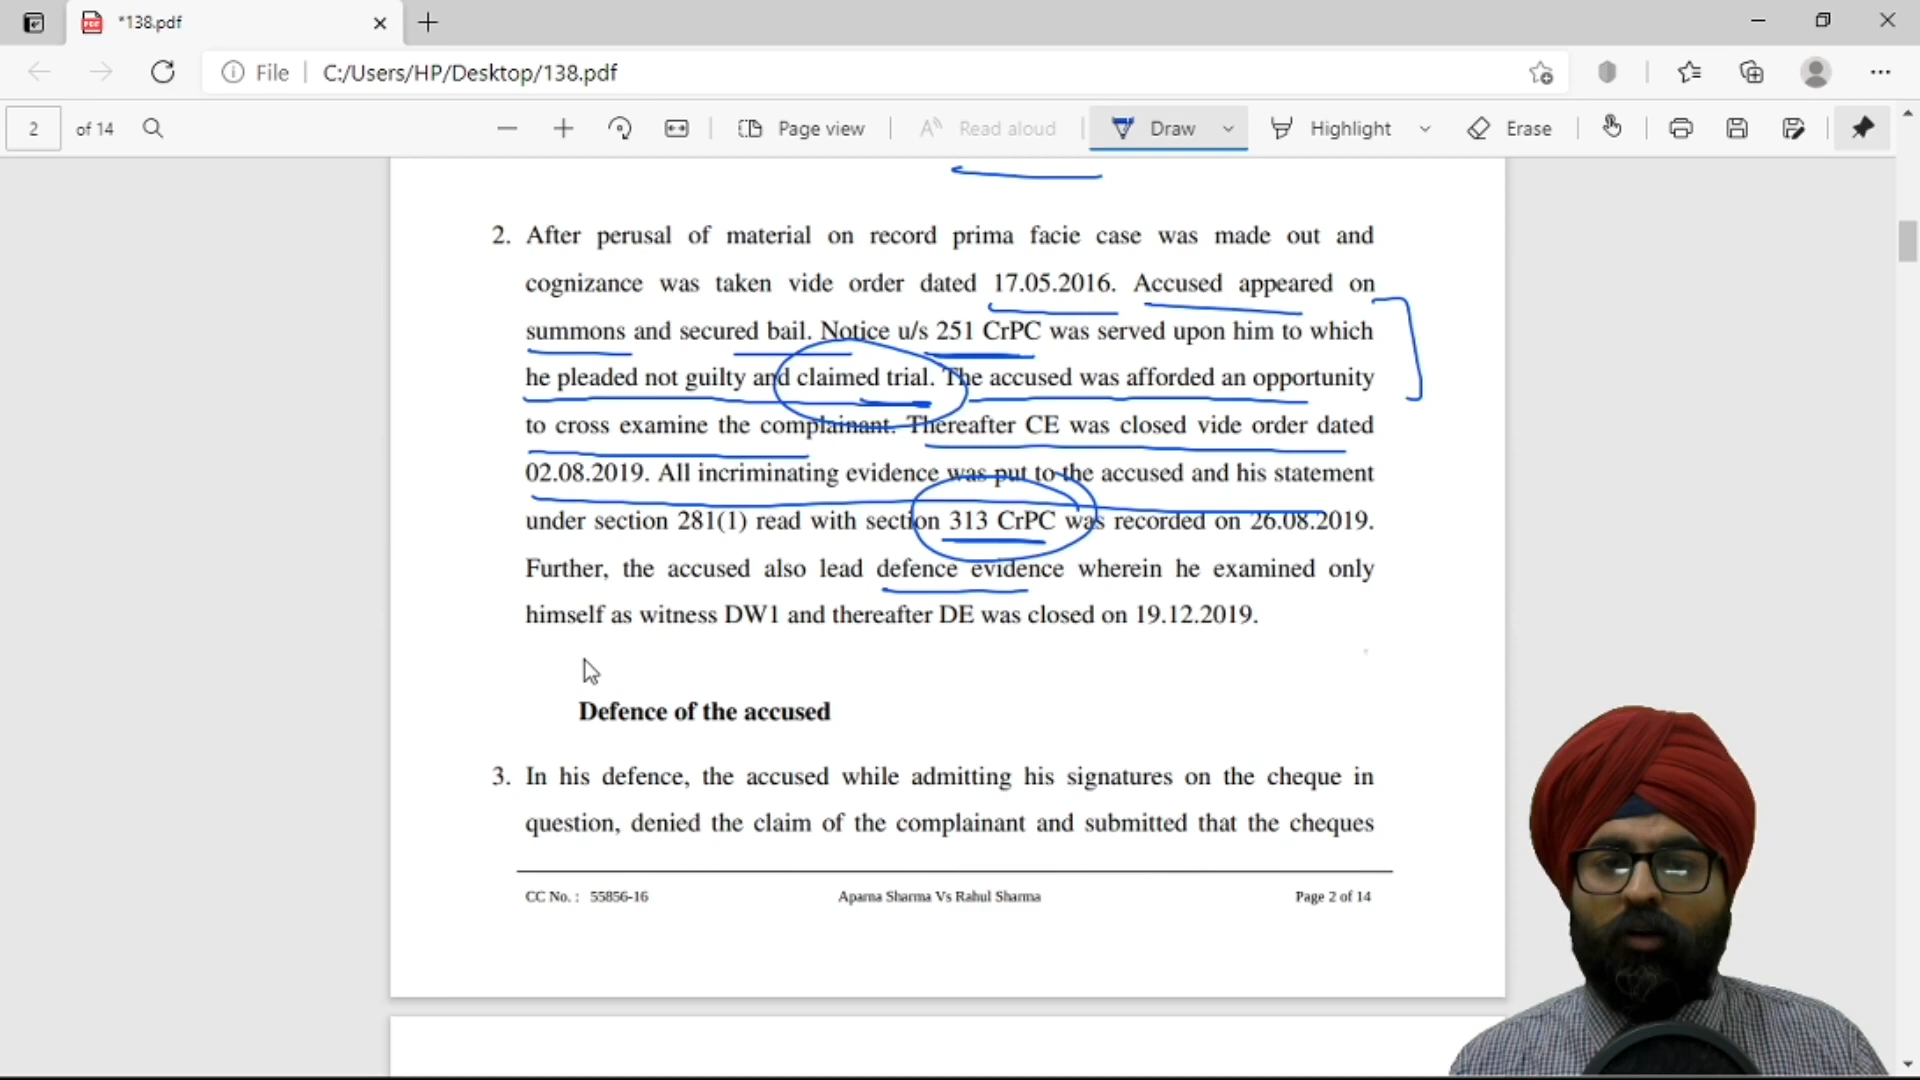 *138.pdf
File
C:/Users/HP/Desktop/138.pdf
2 of 14
Page view
Read aloud
Draw
Highlight
Erase
2. After perusal of material on record prima facie case was made out and
cognizance was taken vide order dated 17.05.2016. Accused appeared on
summons and secured bail. Notice u/s 251 CrPC was served upon him to which
he pleaded not guilty and claimed trial. The accused was afforded an opportunity
to cross examine the complainant. Thereafter CE was closed vide order dated
02.08.2019. All incriminating evidence was put to the accused and his statement
under section 281(1) read with section 313 CrPC was recorded on 26.08.2019.
Further, the accused also lead defence evidence wherein he examined only
himself as witness DW1 and thereafter DE was closed on 19.12.2019.
Defence of the accused
3. In his defence, the accused while admitting his signatures on the cheque in
question, denied the claim of the complainant and submitted that the cheques
CC No. : 55856-16
Aparna Sharma Vs Rahul Sharma
Page 2 of 14